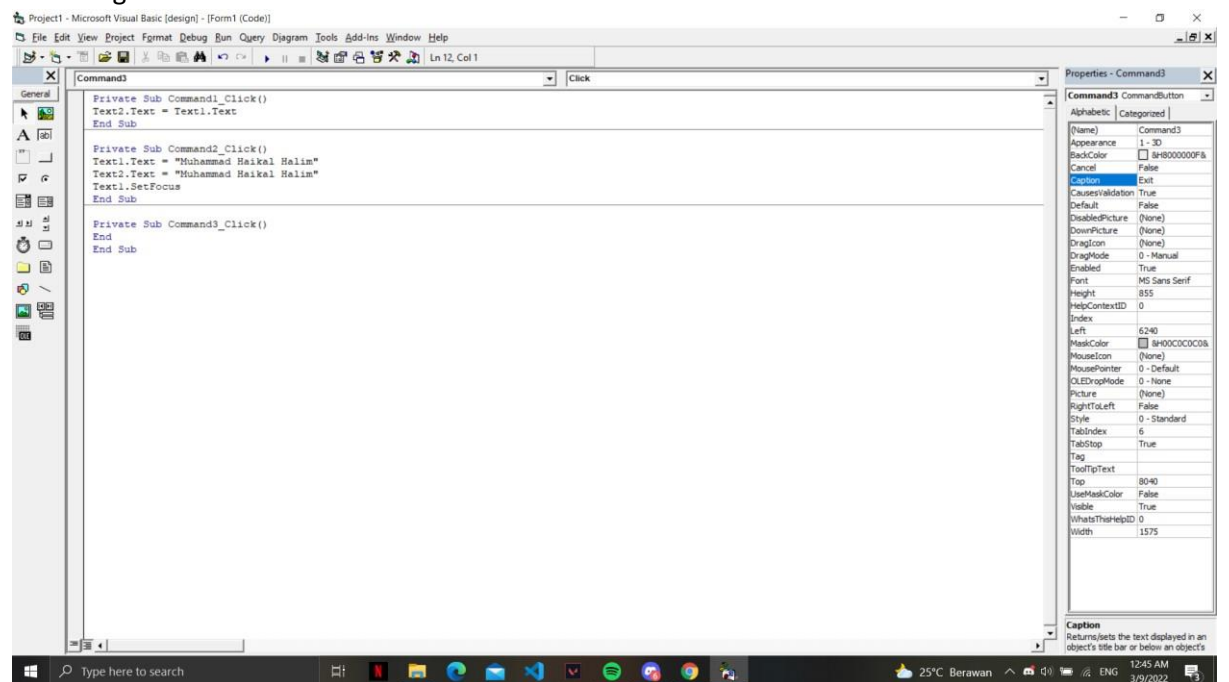 Project1 - Microsoft Visual Basic [design] - [Form1 (Code)]
File Edit View Project Format Debug Run Query Diagram Tools Add-Ins Window Help
Ln 12, Col 1
General
Command3
Click
Private Sub Command1_Click()
Text2.Text = Text1.Text
End Sub
Private Sub Command2_Click()
Text1.Text = "Muhammad Haikal Halim"
Text2.Text = "Muhammad Haikal Halim"
Text1.SetFocus
End Sub
Private Sub Command3_Click()
End
End Sub
Properties - Command3
Command3 CommandButton
Alphabetic Categorized
(Name) Command3
Appearance 1 - 3D
BackColor &H8000000F&
Cancel False
Caption Exit
CausesValidation True
Default False
DisabledPicture (None)
DownPicture (None)
DragIcon (None)
DragMode 0 - Manual
Enabled True
Font MS Sans Serif
Height 855
HelpContextID 0
Index
Left 6240
MaskColor &H00C0C0C0&
MouseIcon (None)
MousePointer 0 - Default
OLEDropMode 0 - None
Picture (None)
RightToLeft False
Style 0 - Standard
TabIndex 6
TabStop True
Tag
ToolTipText
Top 8040
UseMaskColor False
Visible True
WhatsThisHelpID 0
Width 1575
Caption
Returns/sets the text displayed in an
object's title bar or below an object's
Type here to search
25°C Berawan
ENG
12:45 AM
3/9/2022